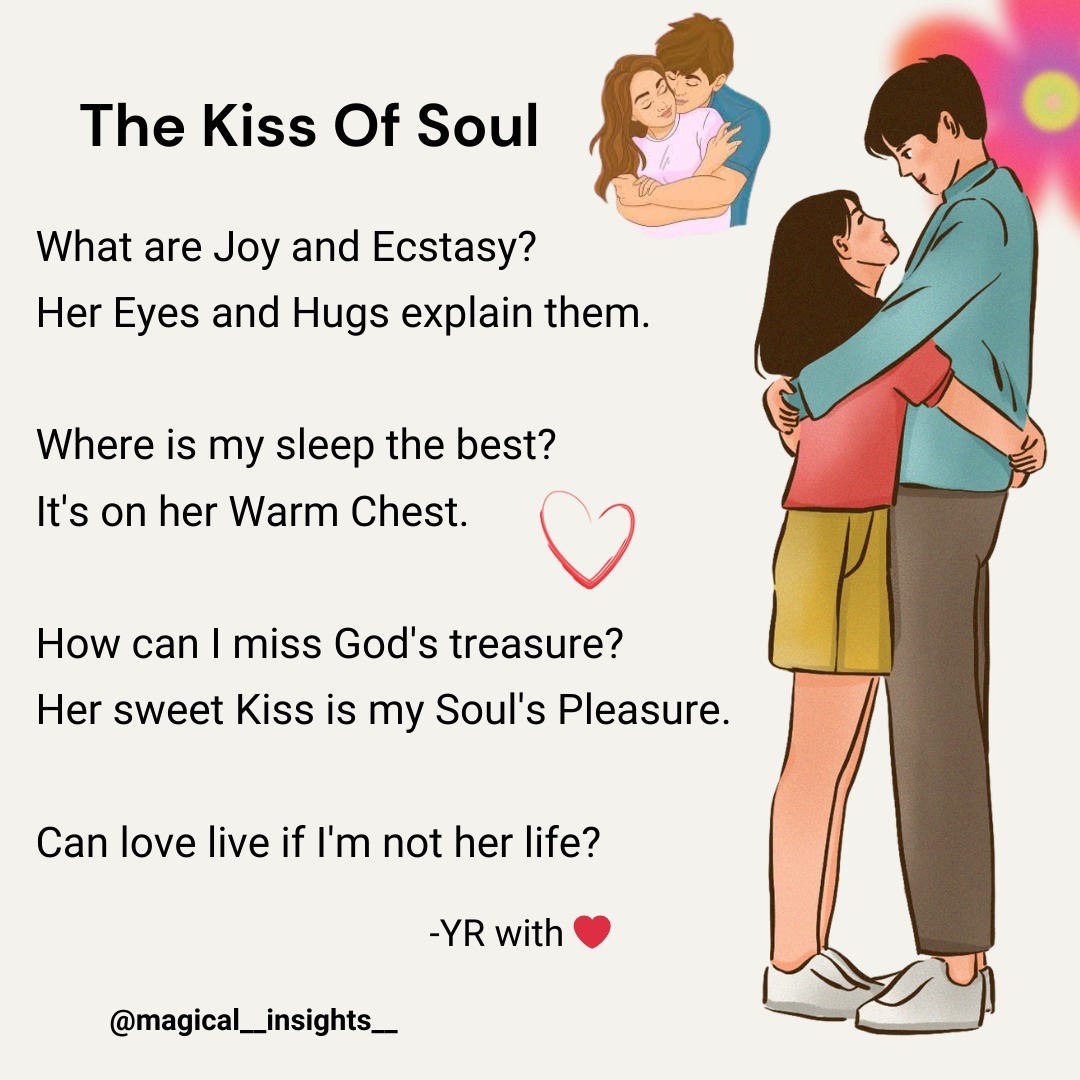 The Kiss Of Soul
What are Joy and Ecstasy?
Her Eyes and Hugs explain them.
Where is my sleep the best?
It's on her Warm Chest.
How can I miss God's treasure?
Her sweet Kiss is my Soul's Pleasure.
Can love live if I'm not her life?
-YR with ❤️
@magical__insights__